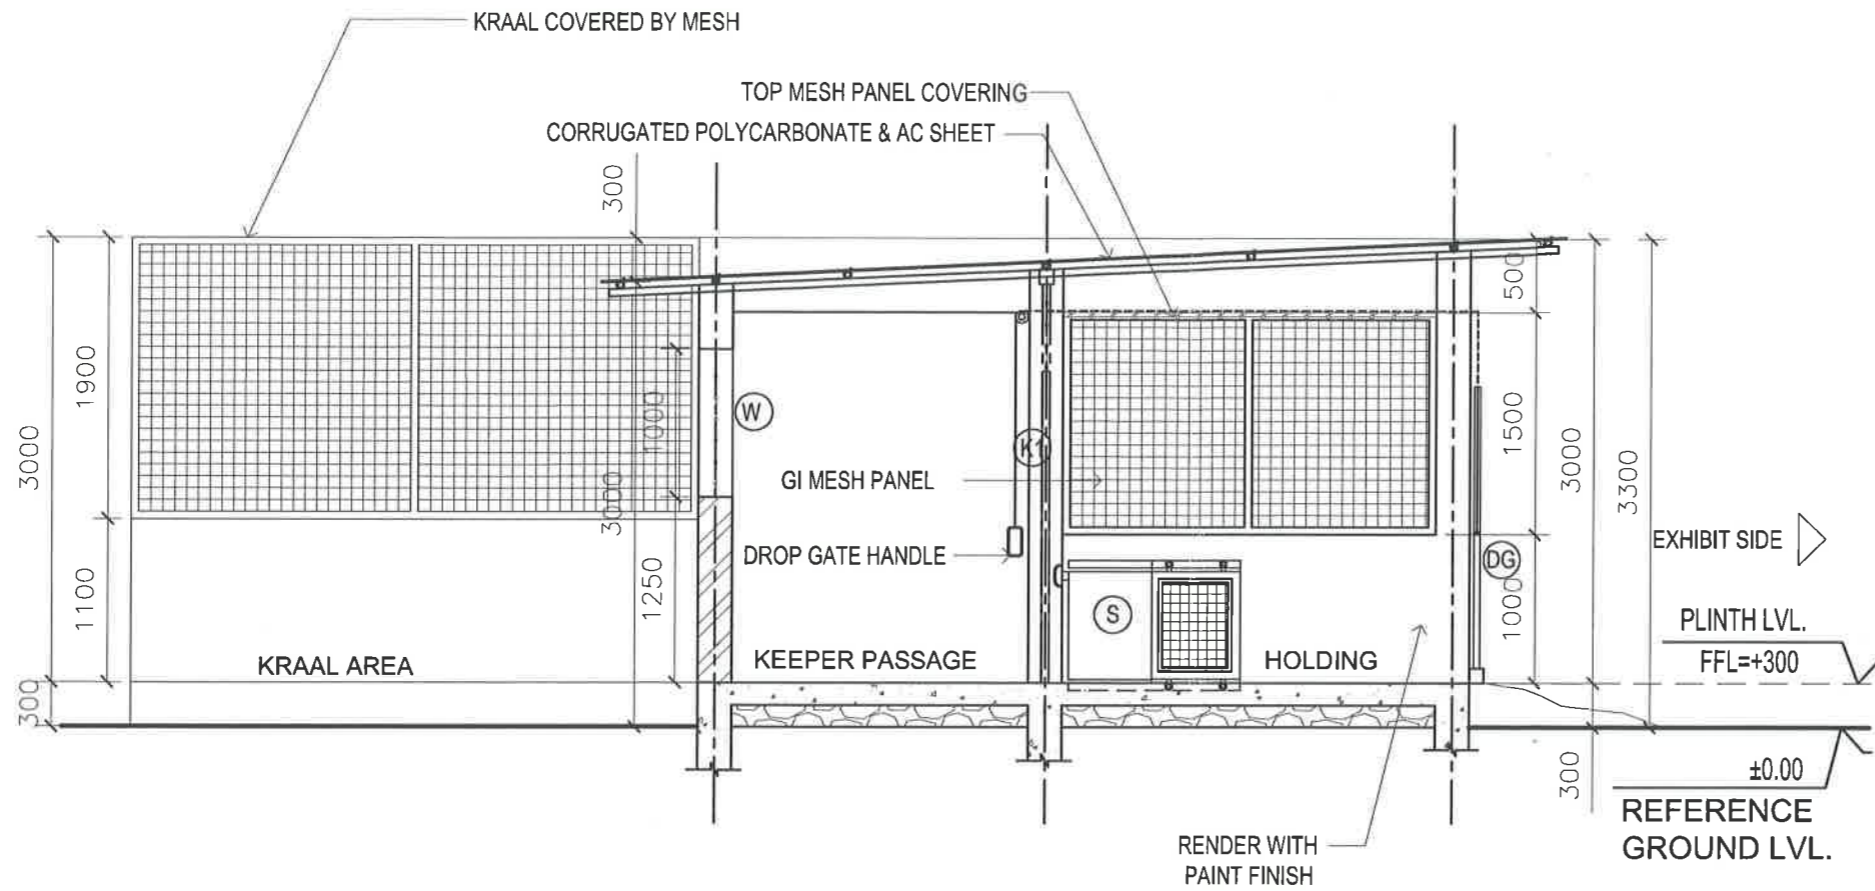 KRAAL COVERED BY MESH
TOP MESH PANEL COVERING
CORRUGATED POLYCARBONATE & AC SHEET
300
500
1900
3000
1000
W
K1
GI MESH PANEL
1500
3000
3300
3000
DROP GATE HANDLE
EXHIBIT SIDE
DG
1100
1250
S
1000
PLINTH LVL.
KRAAL AREA
KEEPER PASSAGE
HOLDING
FFL=+300
300
300
±0.00
REFERENCE
GROUND LVL.
RENDER WITH
PAINT FINISH